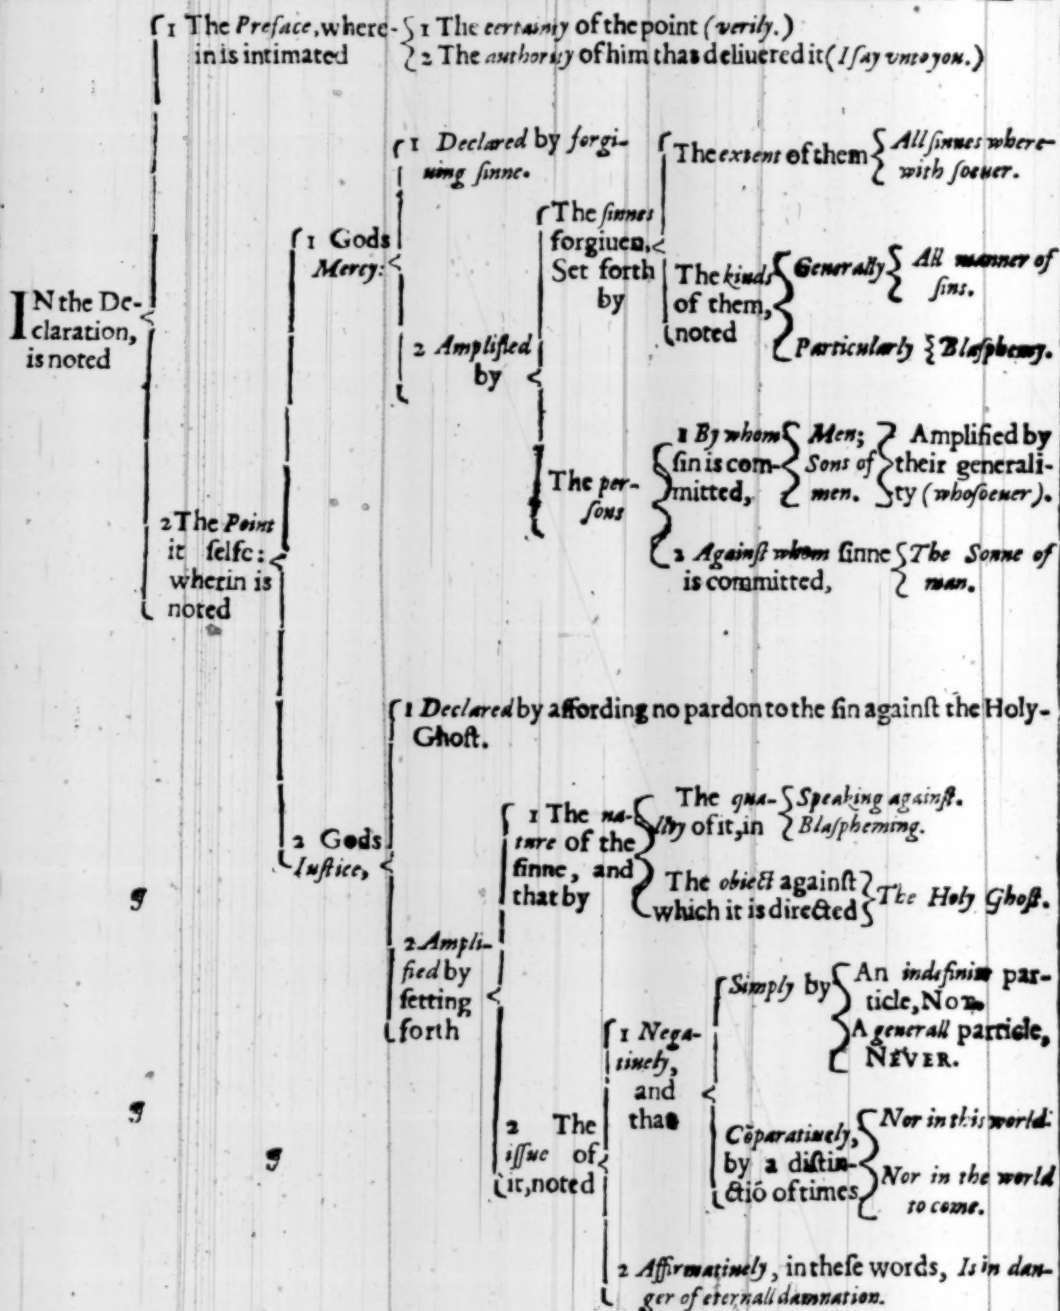 1 The Preface, where-
in is intimated
1 The certainty of the point (verily.)
2 The authority of him that deliuered it (I ſay vnto you.)
IN the De-
claration,
is noted
2 The Point
it ſelfe:
wherin is
noted
1 Gods
Mercy:
1 Declared by forgi-
uing ſinne.
2 Amplified
by
The ſinnes
forgiuen,
Set forth
by
The extent of them
All ſinnes where-
with ſoeuer.
The kinds
of them,
noted
Generally
All manner of
ſins.
Particularly
Blaſphemy.
The per-
ſons
1 By whom
ſin is com-
mitted,
Men;
Sons of
men.
Amplified by
their generali-
ty (whoſoeuer).
2 Againſt whom ſinne
is committed,
The Sonne of
man.
2 Gods
Iuſtice,
1 Declared by affording no pardon to the ſin againſt the Holy-
Ghoſt.
2 Ampli-
fied by
ſetting
forth
1 The na-
ture of the
ſinne, and
that by
The qua-
lity of it, in
Speaking againſt.
Blaſpheming.
The obiect againſt
which it is directed
The Holy Ghoſt.
2 The
iſſue of
it, noted
1 Nega-
tiuely,
and
that
Simply by
An indefinite par-
ticle, NOT.
A generall particle,
NEVER.
Cōparatiuely,
by a diſtin-
ctiō of times
Nor in this world.
Nor in the world
to come.
2 Affirmatiuely, in theſe words, Is in dan-
ger of eternall damnation.